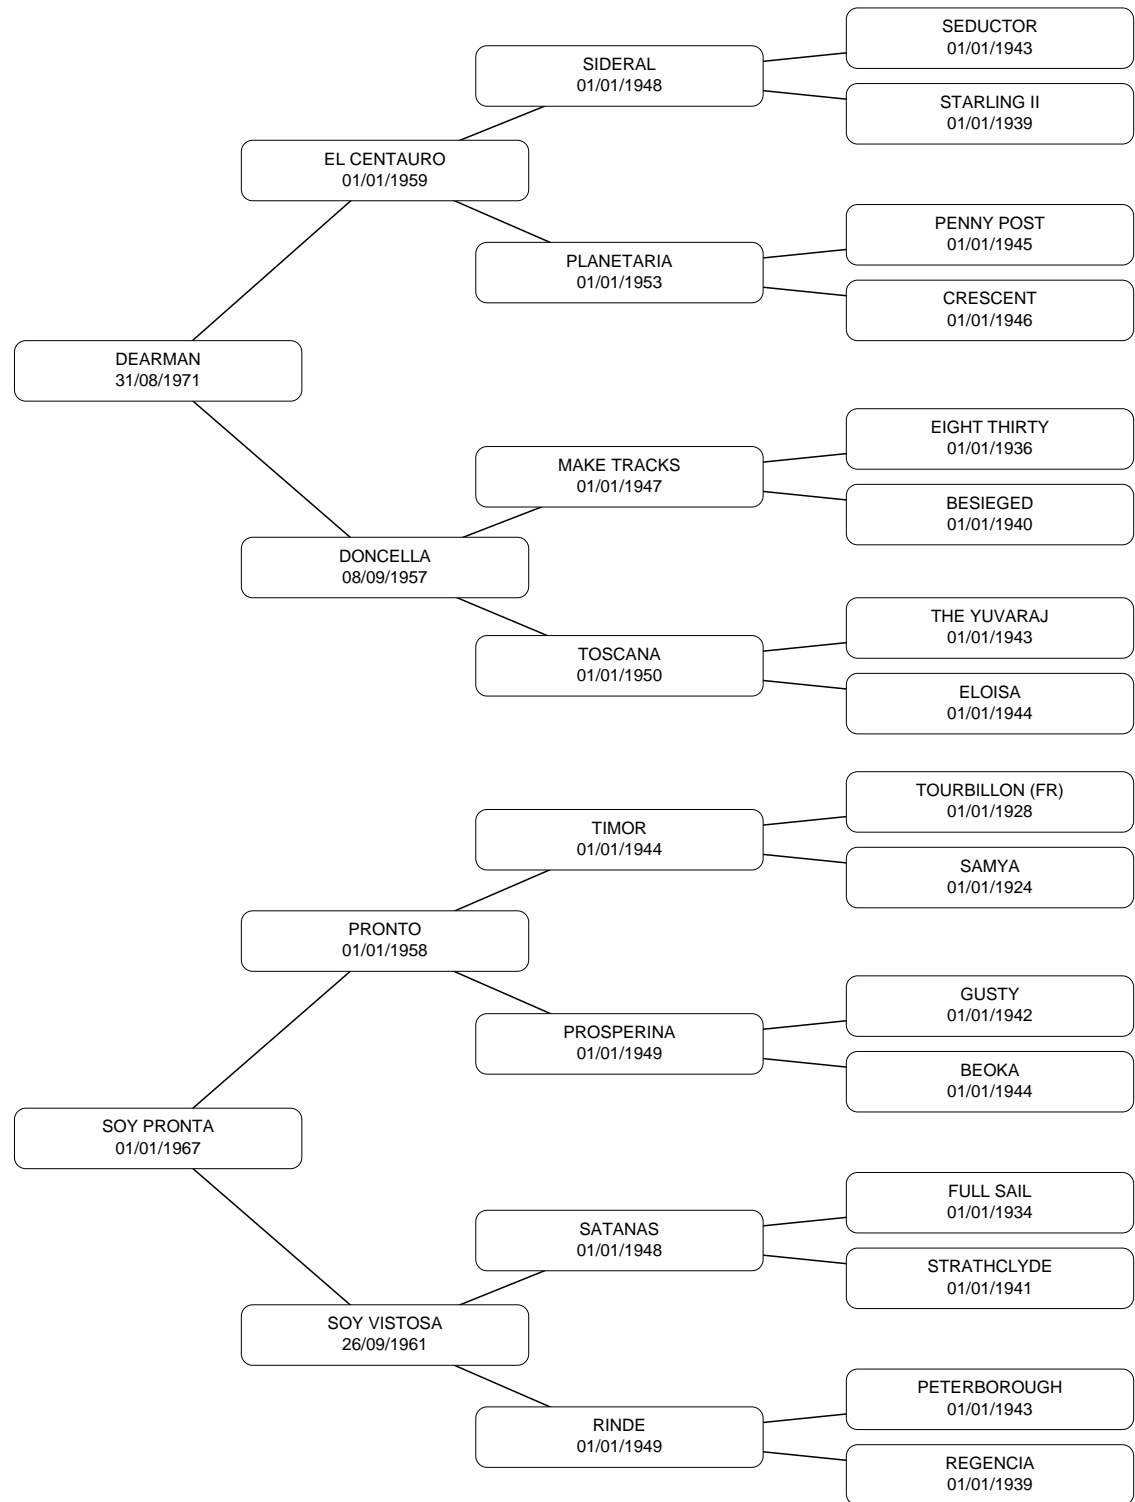 SEDUCTOR
01/01/1943
SIDERAL
01/01/1948
STARLING II
01/01/1939
EL CENTAURO
01/01/1959
PENNY POST
01/01/1945
PLANETARIA
01/01/1953
CRESCENT
01/01/1946
DEARMAN
31/08/1971
EIGHT THIRTY
01/01/1936
MAKE TRACKS
01/01/1947
BESIEGED
01/01/1940
DONCELLA
08/09/1957
THE YUVARAJ
01/01/1943
TOSCANA
01/01/1950
ELOISA
01/01/1944
TOURBILLON (FR)
01/01/1928
TIMOR
01/01/1944
SAMYA
01/01/1924
PRONTO
01/01/1958
GUSTY
01/01/1942
PROSPERINA
01/01/1949
BEOKA
01/01/1944
SOY PRONTA
01/01/1967
FULL SAIL
01/01/1934
SATANAS
01/01/1948
STRATHCLYDE
01/01/1941
SOY VISTOSA
26/09/1961
PETERBOROUGH
01/01/1943
RINDE
01/01/1949
REGENCIA
01/01/1939